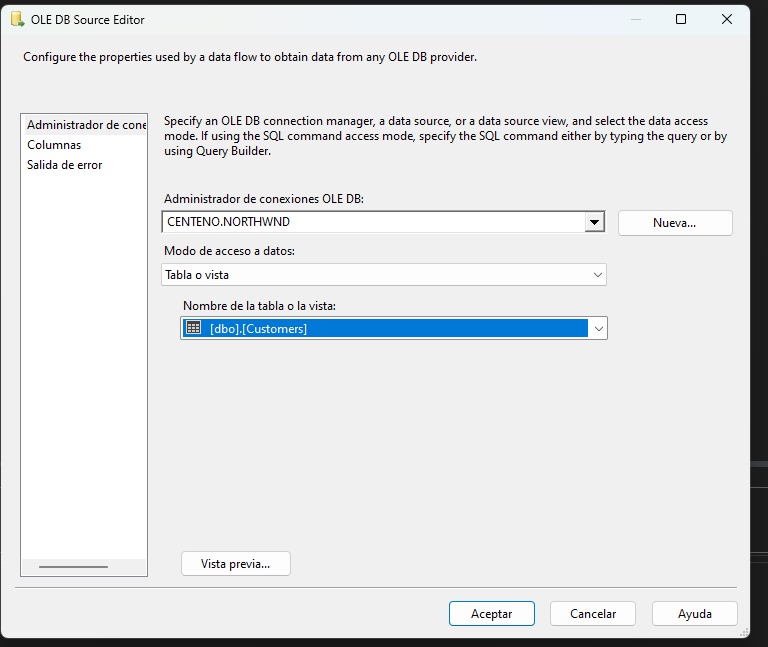 OLE DB Source Editor
Configure the properties used by a data flow to obtain data from any OLE DB provider.
Administrador de cone
Columnas
Salida de error
Specify an OLE DB connection manager, a data source, or a data source view, and select the data access
mode. If using the SQL command access mode, specify the SQL command either by typing the query or by
using Query Builder.
Administrador de conexiones OLE DB:
CENTENO.NORTHWND
Nueva...
Modo de acceso a datos:
Tabla o vista
Nombre de la tabla o la vista:
[dbo].[Customers]
Vista previa...
Aceptar
Cancelar
Ayuda